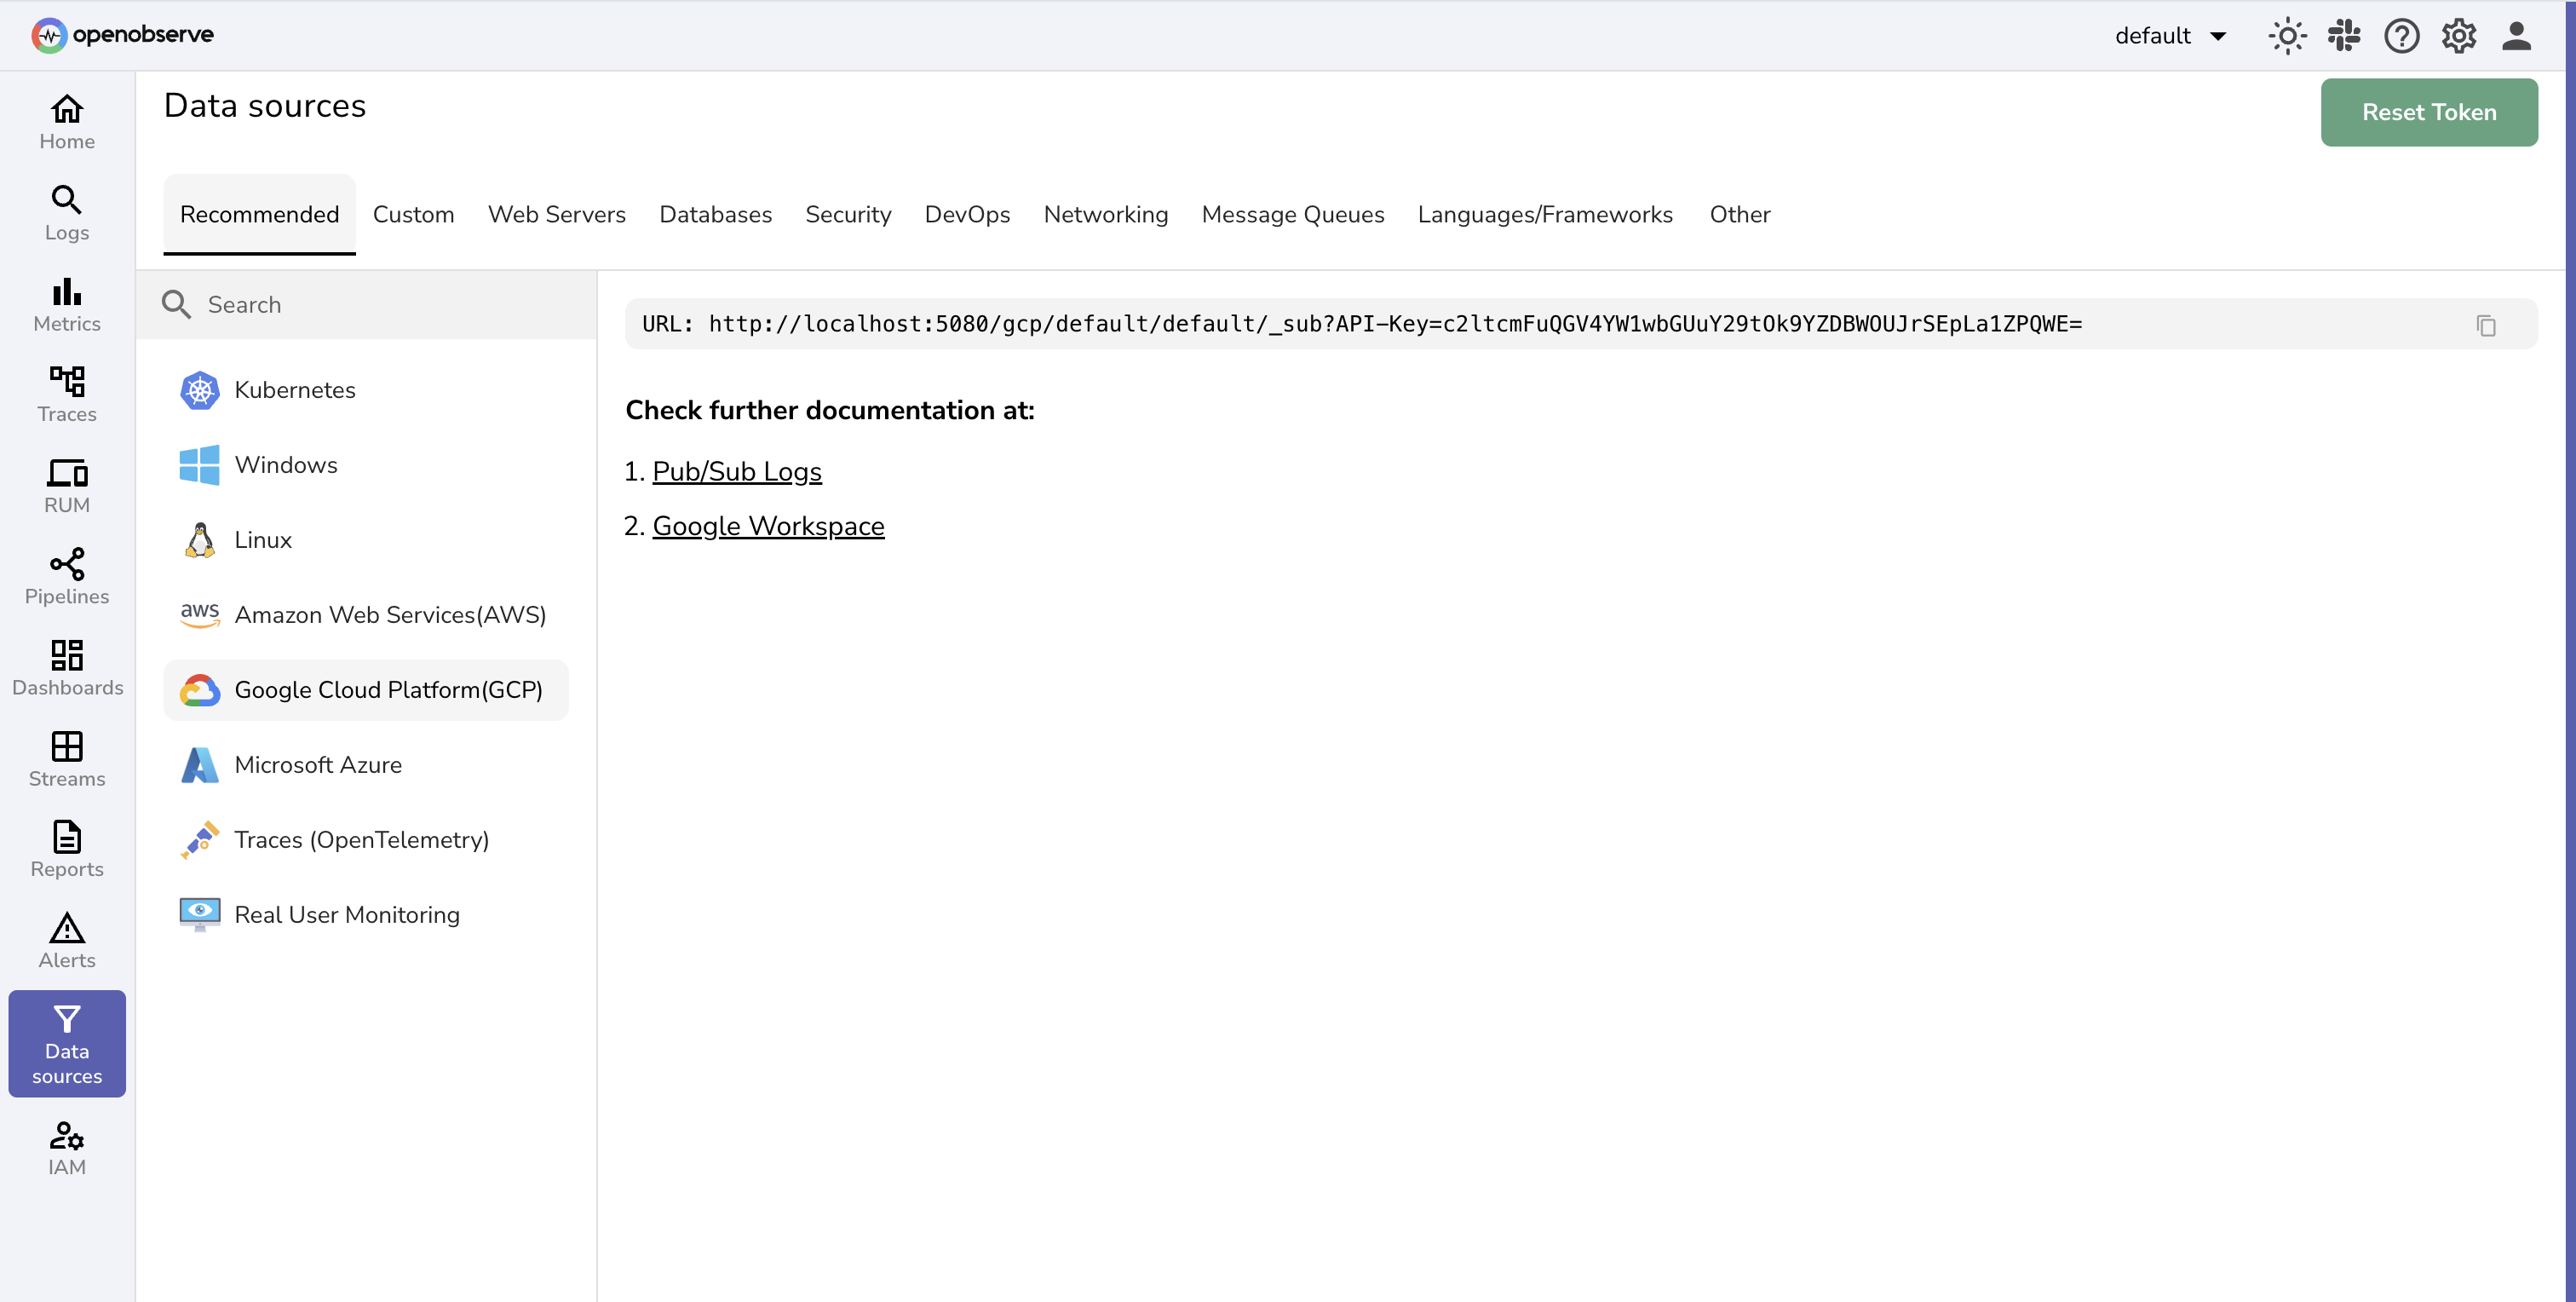 openobserve
default
Home
Logs
Metrics
Traces
RUM
Pipelines
Dashboards
Streams
Reports
Alerts
Data
sources
IAM
Data sources
Reset Token
Recommended Custom Web Servers Databases Security DevOps Networking Message Queues Languages/Frameworks Other
Search
Kubernetes
Windows
Linux
aws Amazon Web Services(AWS)
Google Cloud Platform(GCP)
Microsoft Azure
Traces (OpenTelemetry)
Real User Monitoring
URL: http://localhost:5080/gcp/default/default/_sub?API-Key=c2ltcmFuQGV4YW1wbGUuY29tOk9YZDBWOUJrSEpLa1ZPQWE=
Check further documentation at:
1. Pub/Sub Logs
2. Google Workspace